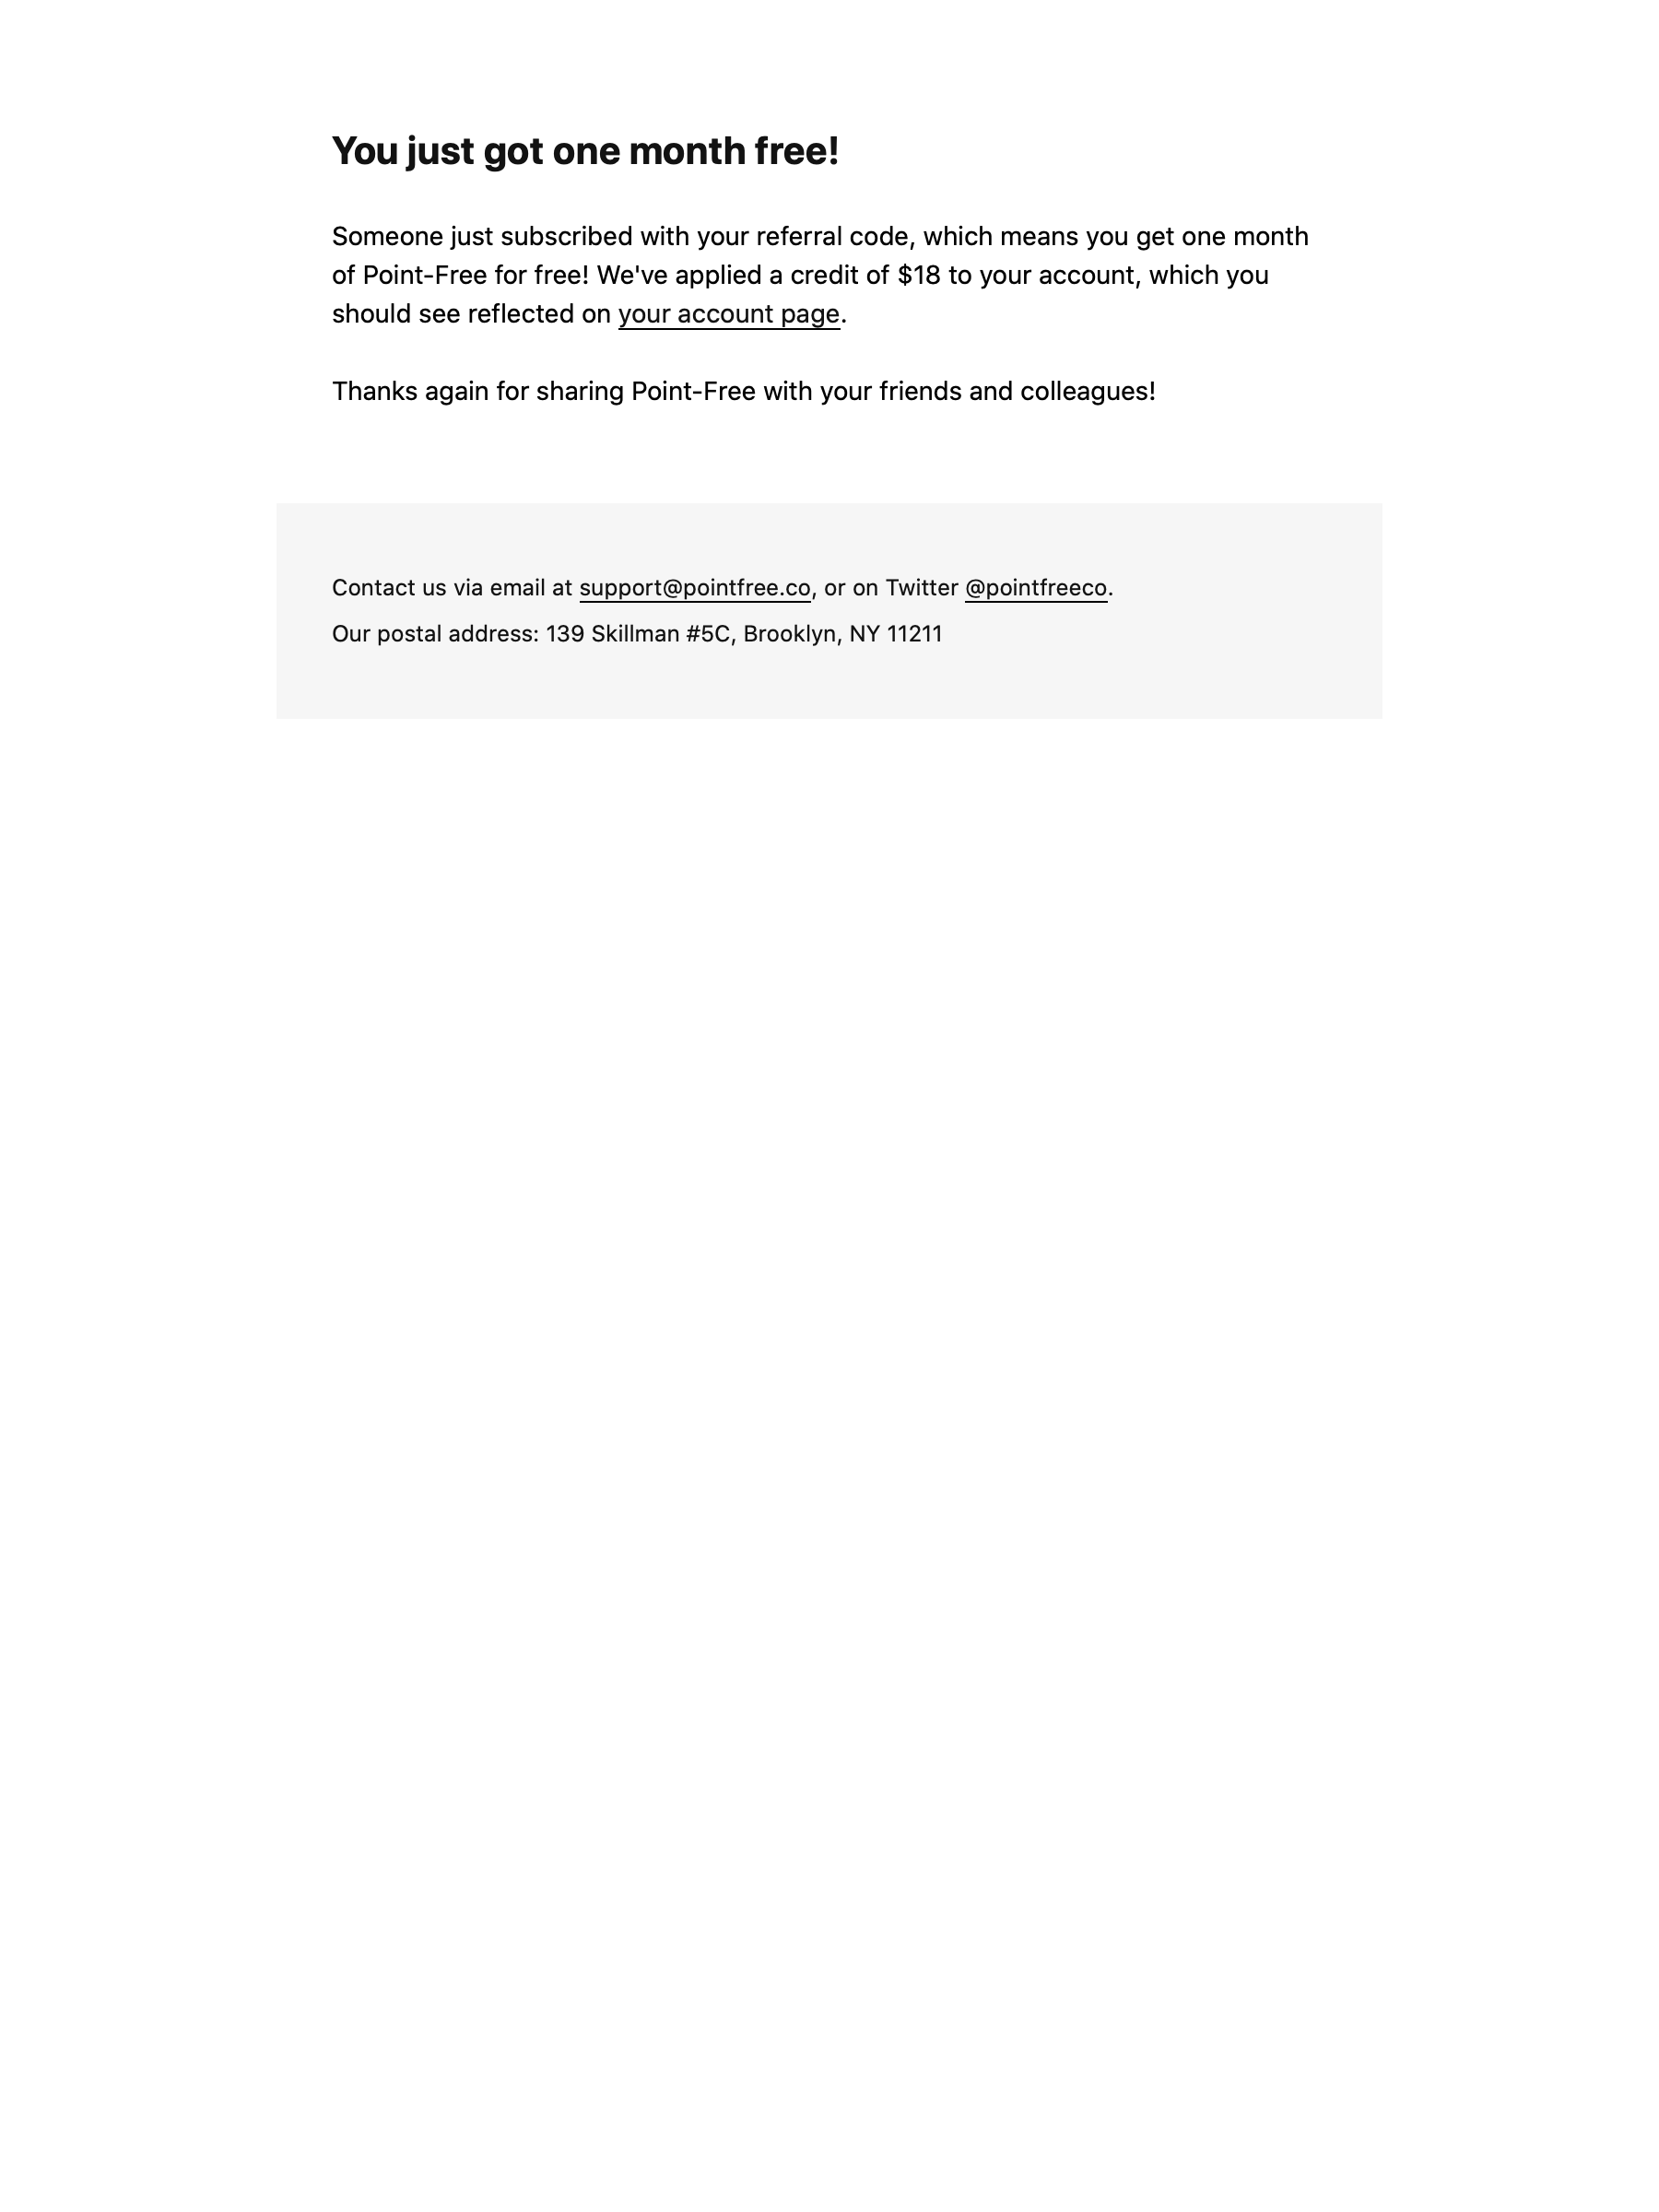 You just got one month free!
Someone just subscribed with your referral code, which means you get one month
of Point-Free for free! We've applied a credit of $18 to your account, which you
should see reflected on your account page.
Thanks again for sharing Point-Free with your friends and colleagues!
Contact us via email at support@pointfree.co, or on Twitter @pointfreeco.
Our postal address: 139 Skillman #5C, Brooklyn, NY 11211